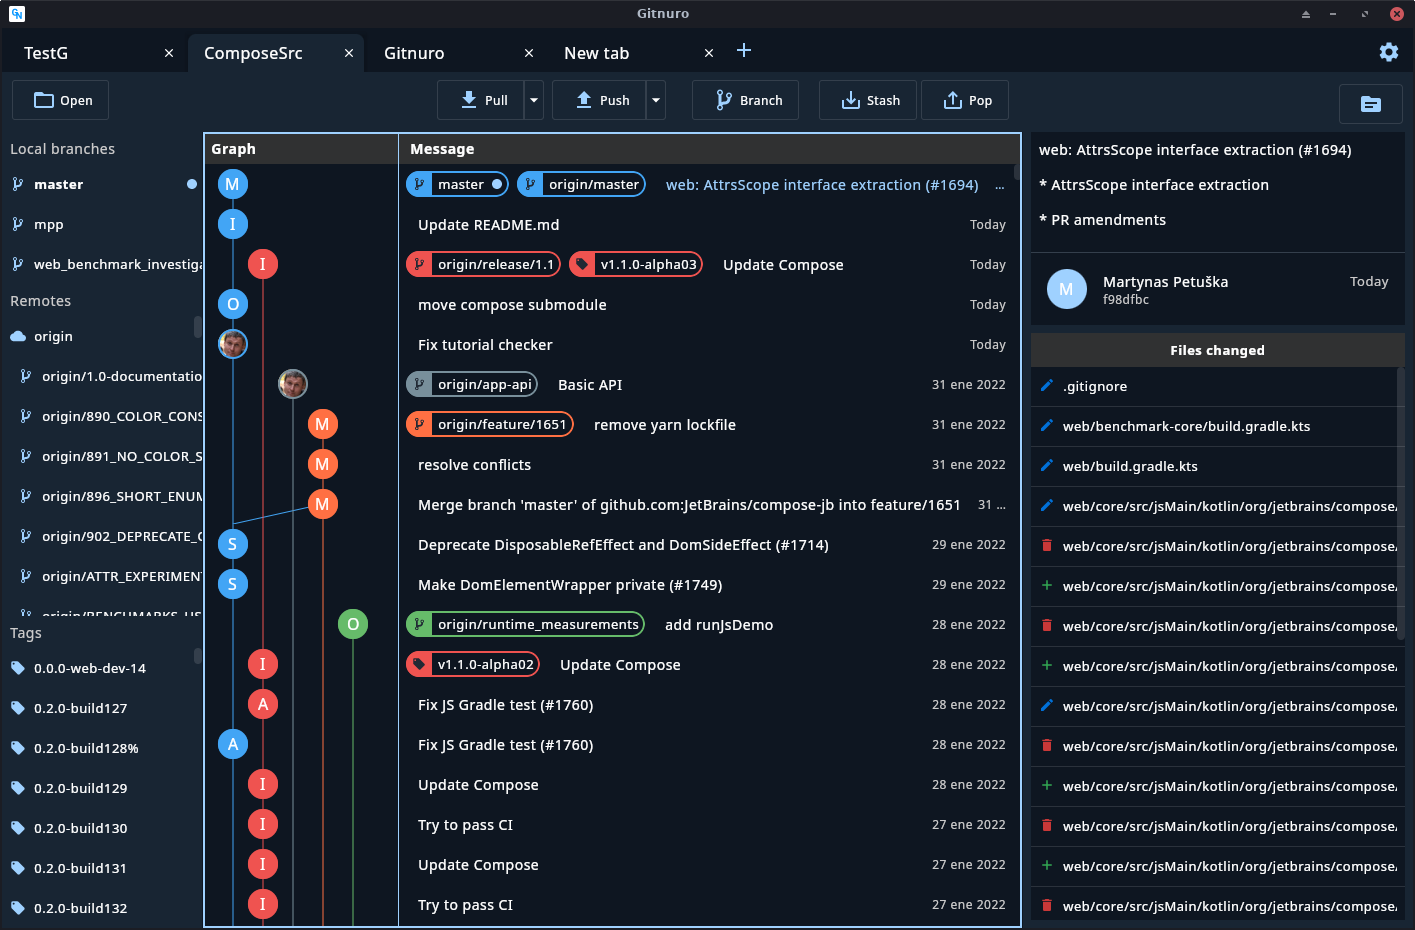 Gitnuro
TestG
ComposeSrc
Gitnuro
New tab
Open
Pull
Push
Branch
Stash
Pop
Local branches
master
mpp
web_benchmark_investiga
Remotes
origin
origin/1.0-documentatio
origin/890_COLOR_CONS
origin/891_NO_COLOR_S
origin/896_SHORT_ENUM
origin/902_DEPRECATE_C
origin/ATTR_EXPERIMEN
Tags
0.0.0-web-dev-14
0.2.0-build127
0.2.0-build128%
0.2.0-build129
0.2.0-build130
0.2.0-build131
0.2.0-build132
Graph Message
M master origin/master web: AttrsScope interface extraction (#1694) ...
I Update README.md Today
I origin/release/1.1 v1.1.0-alpha03 Update Compose Today
O move compose submodule Today
Fix tutorial checker Today
origin/app-api Basic API 31 ene 2022
M origin/feature/1651 remove yarn lockfile 31 ene 2022
M resolve conflicts 31 ene 2022
M Merge branch 'master' of github.com:JetBrains/compose-jb into feature/1651 31 ...
S Deprecate DisposableRefEffect and DomSideEffect (#1714) 29 ene 2022
S Make DomElementWrapper private (#1749) 29 ene 2022
O origin/runtime_measurements add runJsDemo 28 ene 2022
I v1.1.0-alpha02 Update Compose 28 ene 2022
A Fix JS Gradle test (#1760) 28 ene 2022
A Fix JS Gradle test (#1760) 28 ene 2022
I Update Compose 28 ene 2022
I Try to pass CI 27 ene 2022
I Update Compose 27 ene 2022
I Try to pass CI 27 ene 2022
web: AttrsScope interface extraction (#1694)
* AttrsScope interface extraction
* PR amendments
M Martynas Petuška Today
f98dfbc
Files changed
.gitignore
web/benchmark-core/build.gradle.kts
web/build.gradle.kts
web/core/src/jsMain/kotlin/org/jetbrains/compose/
web/core/src/jsMain/kotlin/org/jetbrains/compose/
web/core/src/jsMain/kotlin/org/jetbrains/compose/
web/core/src/jsMain/kotlin/org/jetbrains/compose/
web/core/src/jsMain/kotlin/org/jetbrains/compose/
web/core/src/jsMain/kotlin/org/jetbrains/compose/
web/core/src/jsMain/kotlin/org/jetbrains/compose/
web/core/src/jsMain/kotlin/org/jetbrains/compose/
web/core/src/jsMain/kotlin/org/jetbrains/compose/
web/core/src/jsMain/kotlin/org/jetbrains/compose/
web/core/src/jsMain/kotlin/org/jetbrains/compose/